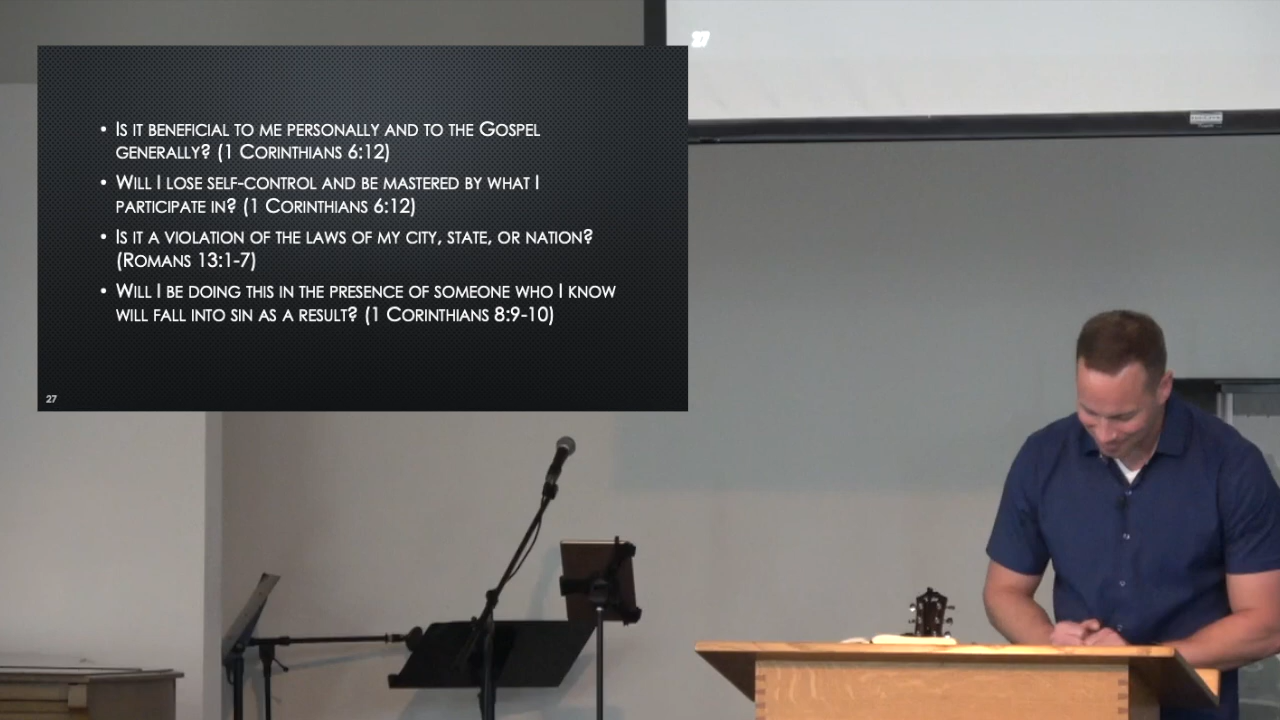 27
• Is it beneficial to me personally and to the Gospel
generally? (1 Corinthians 6:12)
• Will I lose self-control and be mastered by what I
participate in? (1 Corinthians 6:12)
• Is it a violation of the laws of my city, state, or nation?
(Romans 13:1-7)
• Will I be doing this in the presence of someone who I know
will fall into sin as a result? (1 Corinthians 8:9-10)
27